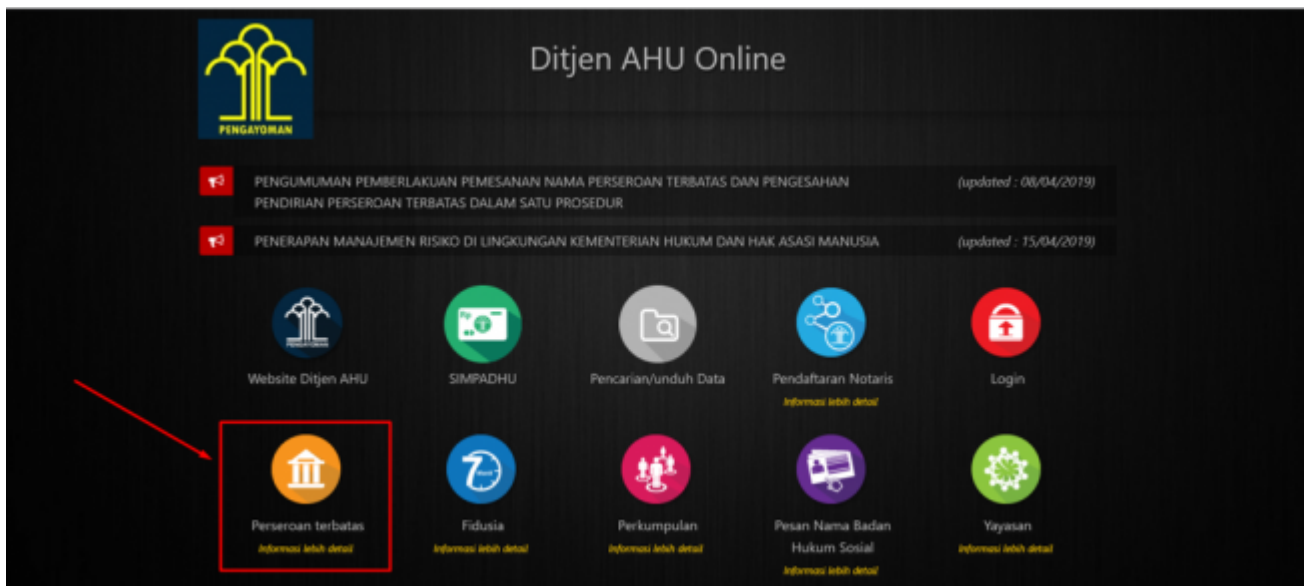 Ditjen AHU Online
PENGAYOMAN
PENGUMUMAN PEMBERLAKUAN PEMESANAN NAMA PERSEROAN TERBATAS DAN PENGESAHAN (updated : 08/04/2019)
PENDIRIAN PERSEROAN TERBATAS DALAM SATU PROSEDUR
PENERAPAN MANAJEMEN RISIKO DI LINGKUNGAN KEMENTERIAN HUKUM DAN HAK ASASI MANUSIA (updated : 15/04/2019)
Rp
PENGAYOMAN
Website Ditjen AHU
SIMPADHU
Pencarian/unduh Data
Pendaftaran Notaris
Informasi lebih detail
Login
7
Perseroan terbatas
Informasi lebih detail
Fidusia
Informasi lebih detail
Perkumpulan
Informasi lebih detail
Pesan Nama Badan
Hukum Sosial
Informasi lebih detail
Yayasan
Informasi lebih detail